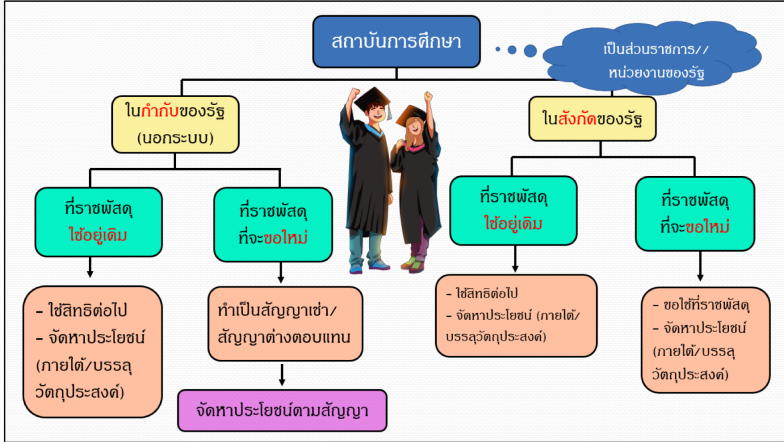 สถาบันการศึกษา
เป็นส่วนราชการ//
หน่วยงานของรัฐ
ในกำกับของรัฐ
(นอกระบบ)
ในสังกัดของรัฐ
ที่ราชพัสดุ
ใช้อยู่เดิม
ที่ราชพัสดุ
ที่จะขอใหม่
ที่ราชพัสดุ
ใช้อยู่เดิม
ที่ราชพัสดุ
ที่จะขอใหม่
- ใช้สิทธิต่อไป
- จัดหาประโยชน์
(ภายใต้/บรรลุ
วัตถุประสงค์)
ทำเป็นสัญญาเช่า/
สัญญาต่างตอบแทน
- ใช้สิทธิต่อไป
- จัดหาประโยชน์ (ภายใต้/
บรรลุวัตถุประสงค์)
- ขอใช้ที่ราชพัสดุ
- จัดหาประโยชน์
(ภายใต้/บรรลุ
วัตถุประสงค์)
จัดหาประโยชน์ตามสัญญา